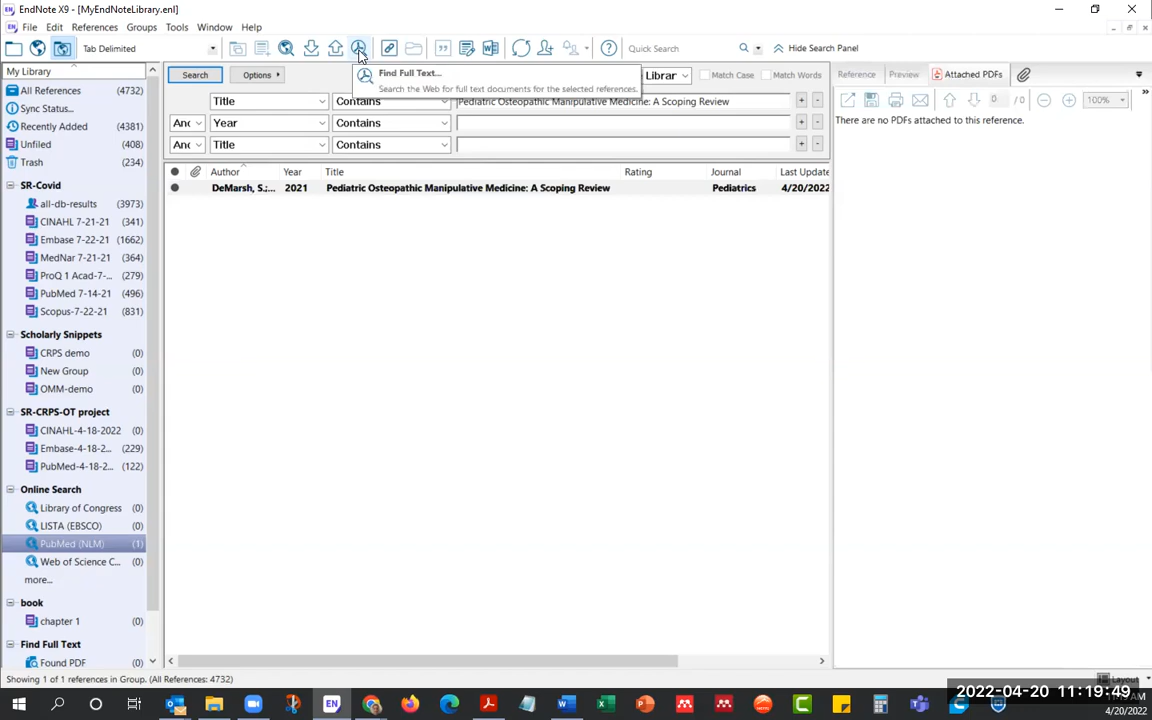 EndNote X9 - [MyEndNoteLibrary.enl]
File Edit References Groups Tools Window Help
Tab Delimited
Quick Search
Hide Search Panel
My Library
Search
Options
Find Full Text...
Search the Web for full text documents for the selected references.
Librar
Match Case
Match Words
Reference
Preview
Attached PDFs
All References (4732)
Sync Status...
Recently Added (4381)
Unfiled (408)
Trash (234)
Title Contains Pediatric Osteopathic Manipulative Medicine: A Scoping Review + -
And Year Contains + -
And Title Contains + -
0 / 0
100%
There are no PDFs attached to this reference.
Author Year Title Rating Journal Last Update
DeMarsh, S.;... 2021 Pediatric Osteopathic Manipulative Medicine: A Scoping Review Pediatrics 4/20/2022
SR-Covid
all-db-results (3973)
CINAHL 7-21-21 (341)
Embase 7-22-21 (1662)
MedNar 7-21-21 (364)
ProQ 1 Acad-7-... (279)
PubMed 7-14-21 (496)
Scopus-7-22-21 (831)
Scholarly Snippets
CRPS demo (0)
New Group (0)
OMM-demo (0)
SR-CRPS-OT project
CINAHL-4-18-2022 (0)
Embase-4-18-2... (229)
PubMed-4-18-2... (122)
Online Search
Library of Congress (0)
LISTA (EBSCO) (0)
PubMed (NLM) (1)
Web of Science C... (0)
more...
book
chapter 1 (0)
Find Full Text
Found PDF (0)
Showing 1 of 1 references in Group. (All References: 4732)
Layout
2022-04-20 11:19:49
4/20/2022